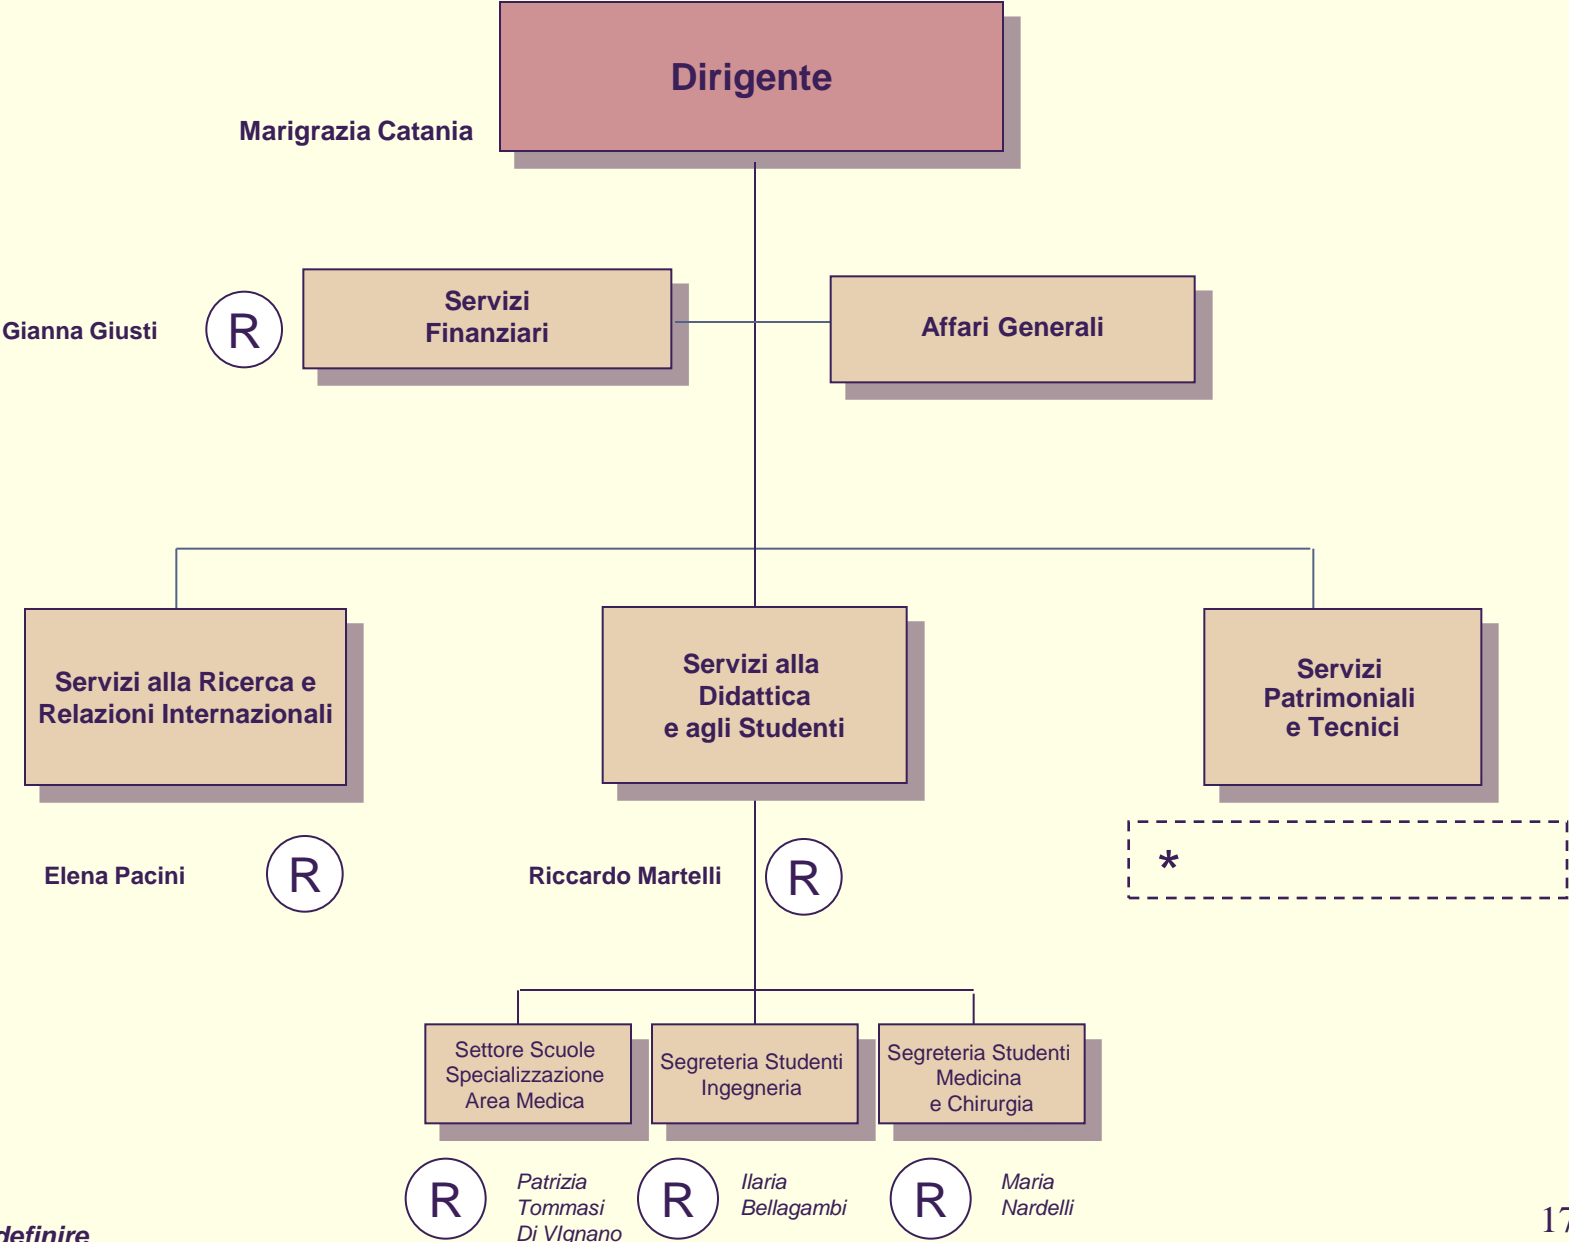 Dirigente
Marigrazia Catania
Servizi
Finanziari
Affari Generali
Gianna Giusti
R
Servizi alla Ricerca e
Relazioni Internazionali
Servizi alla
Didattica
e agli Studenti
Servizi
Patrimoniali
e Tecnici
Elena Pacini
R
Riccardo Martelli
R
*
Settore Scuole
Specializzazione
Area Medica
Segreteria Studenti
Ingegneria
Segreteria Studenti
Medicina
e Chirurgia
R
Patrizia
Tommasi
Di VIgnano
R
Ilaria
Bellagambi
R
Maria
Nardelli
definire
17